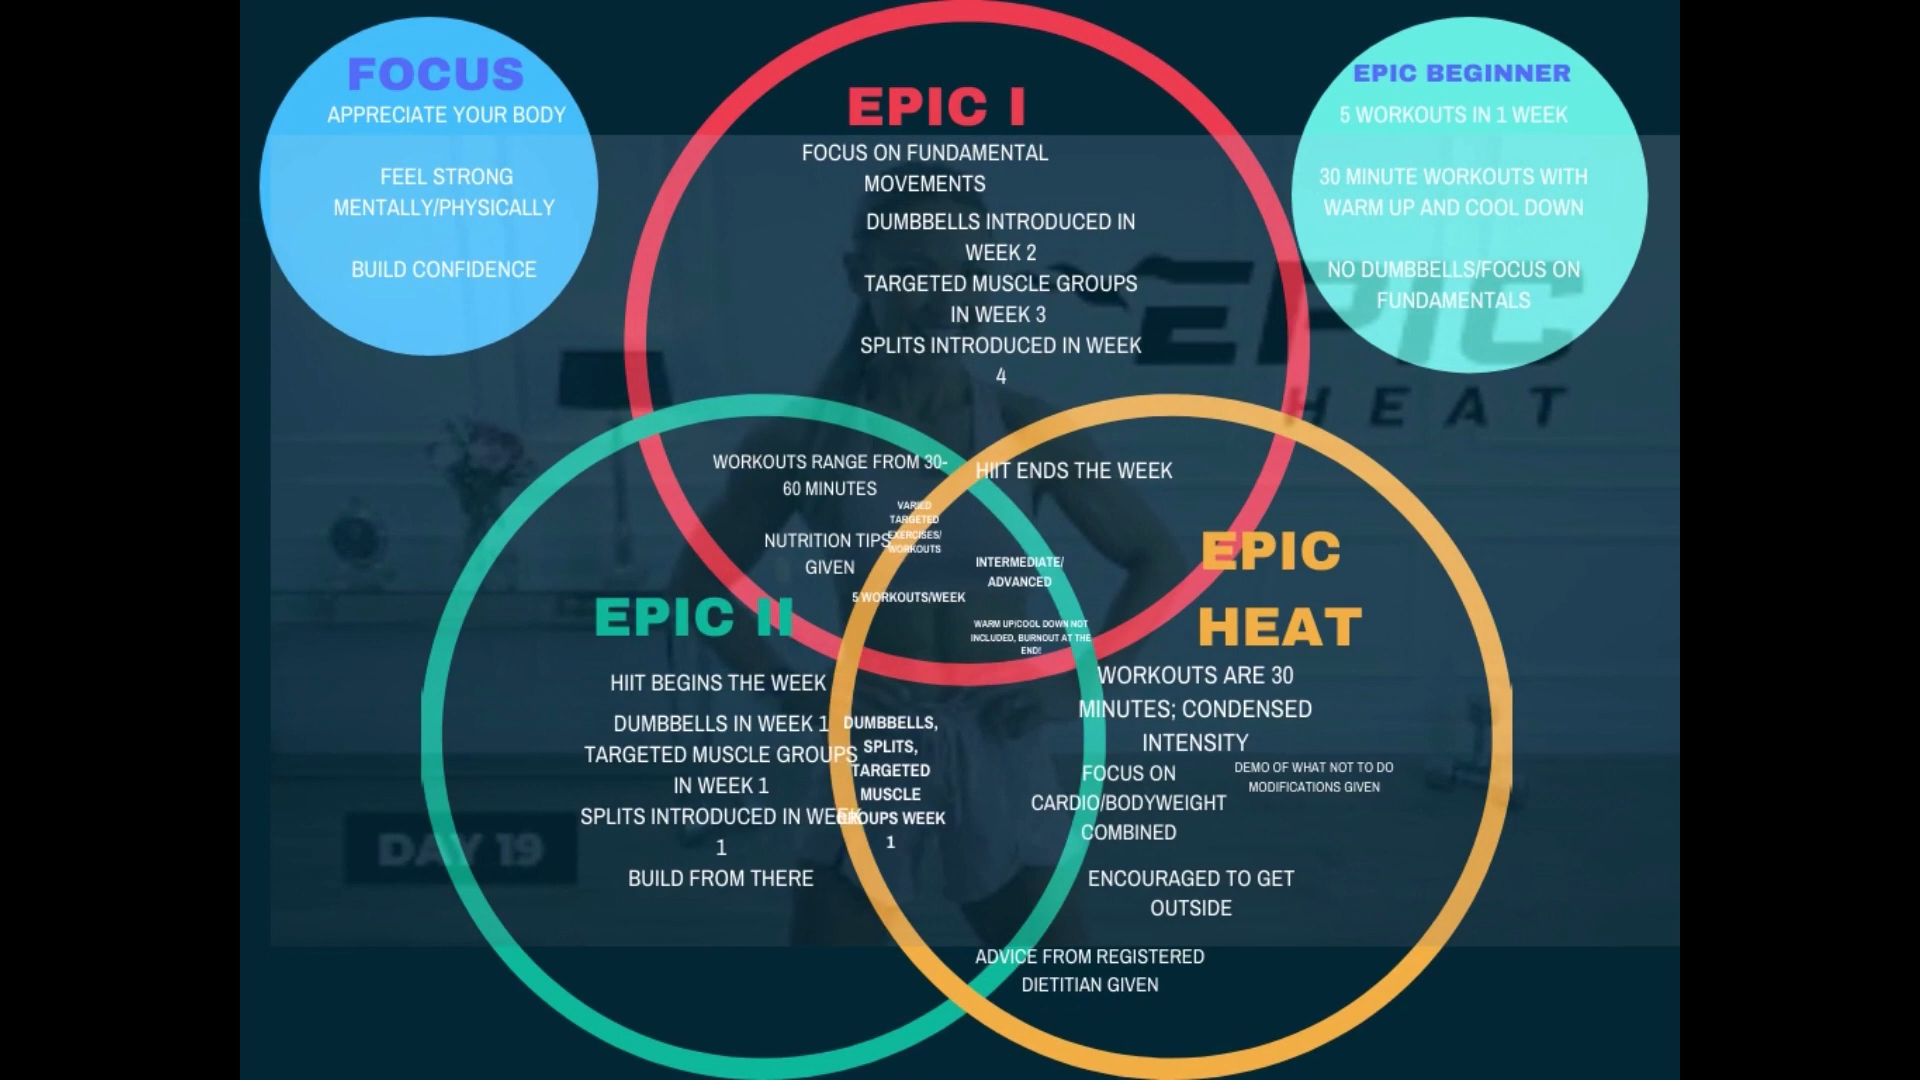 FOCUS
APPRECIATE YOUR BODY
FEEL STRONG
MENTALLY/PHYSICALLY
BUILD CONFIDENCE
EPIC I
FOCUS ON FUNDAMENTAL
MOVEMENTS
DUMBBELLS INTRODUCED IN
WEEK 2
TARGETED MUSCLE GROUPS
IN WEEK 3
SPLITS INTRODUCED IN WEEK
4
EPIC BEGINNER
5 WORKOUTS IN 1 WEEK
30 MINUTE WORKOUTS WITH
WARM UP AND COOL DOWN
NO DUMBBELLS/FOCUS ON
FUNDAMENTALS
EPIC
HEAT
WORKOUTS RANGE FROM 30-
60 MINUTES
NUTRITION TIPS
GIVEN
HIIT ENDS THE WEEK
VARIED
TARGETED
EXERCISES/
WORKOUTS
INTERMEDIATE/
ADVANCED
5 WORKOUTS/WEEK
WARM UP/COOL DOWN NOT
INCLUDED, BURNOUT AT THE
END!
EPIC II
HIIT BEGINS THE WEEK
DUMBBELLS IN WEEK 1
TARGETED MUSCLE GROUPS
IN WEEK 1
SPLITS INTRODUCED IN WEEK
1
BUILD FROM THERE
DUMBBELLS,
SPLITS,
TARGETED
MUSCLE
GROUPS WEEK
1
EPIC
HEAT
WORKOUTS ARE 30
MINUTES; CONDENSED
INTENSITY
FOCUS ON
CARDIO/BODYWEIGHT
COMBINED
DEMO OF WHAT NOT TO DO
MODIFICATIONS GIVEN
ENCOURAGED TO GET
OUTSIDE
ADVICE FROM REGISTERED
DIETITIAN GIVEN
DAY 19